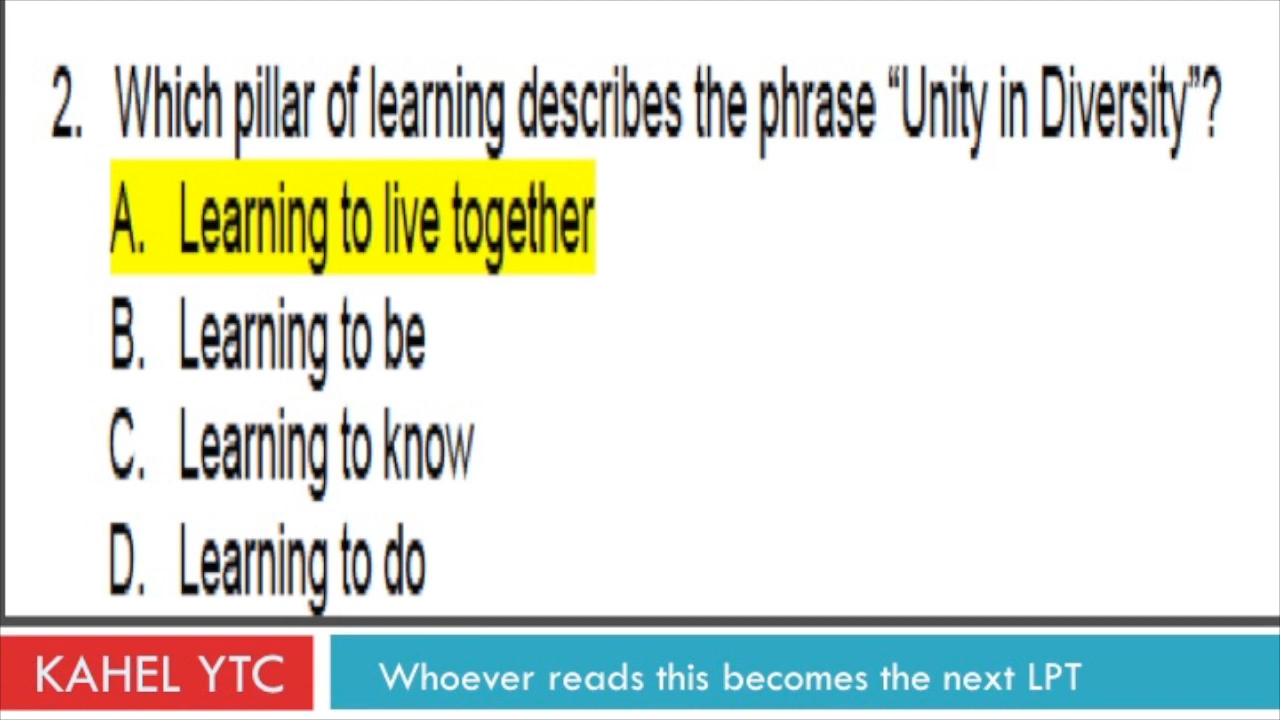 2. Which pillar of learning describes the phrase “Unity in Diversity”?
A. Learning to live together
B. Learning to be
C. Learning to know
D. Learning to do
KAHEL YTC
Whoever reads this becomes the next LPT